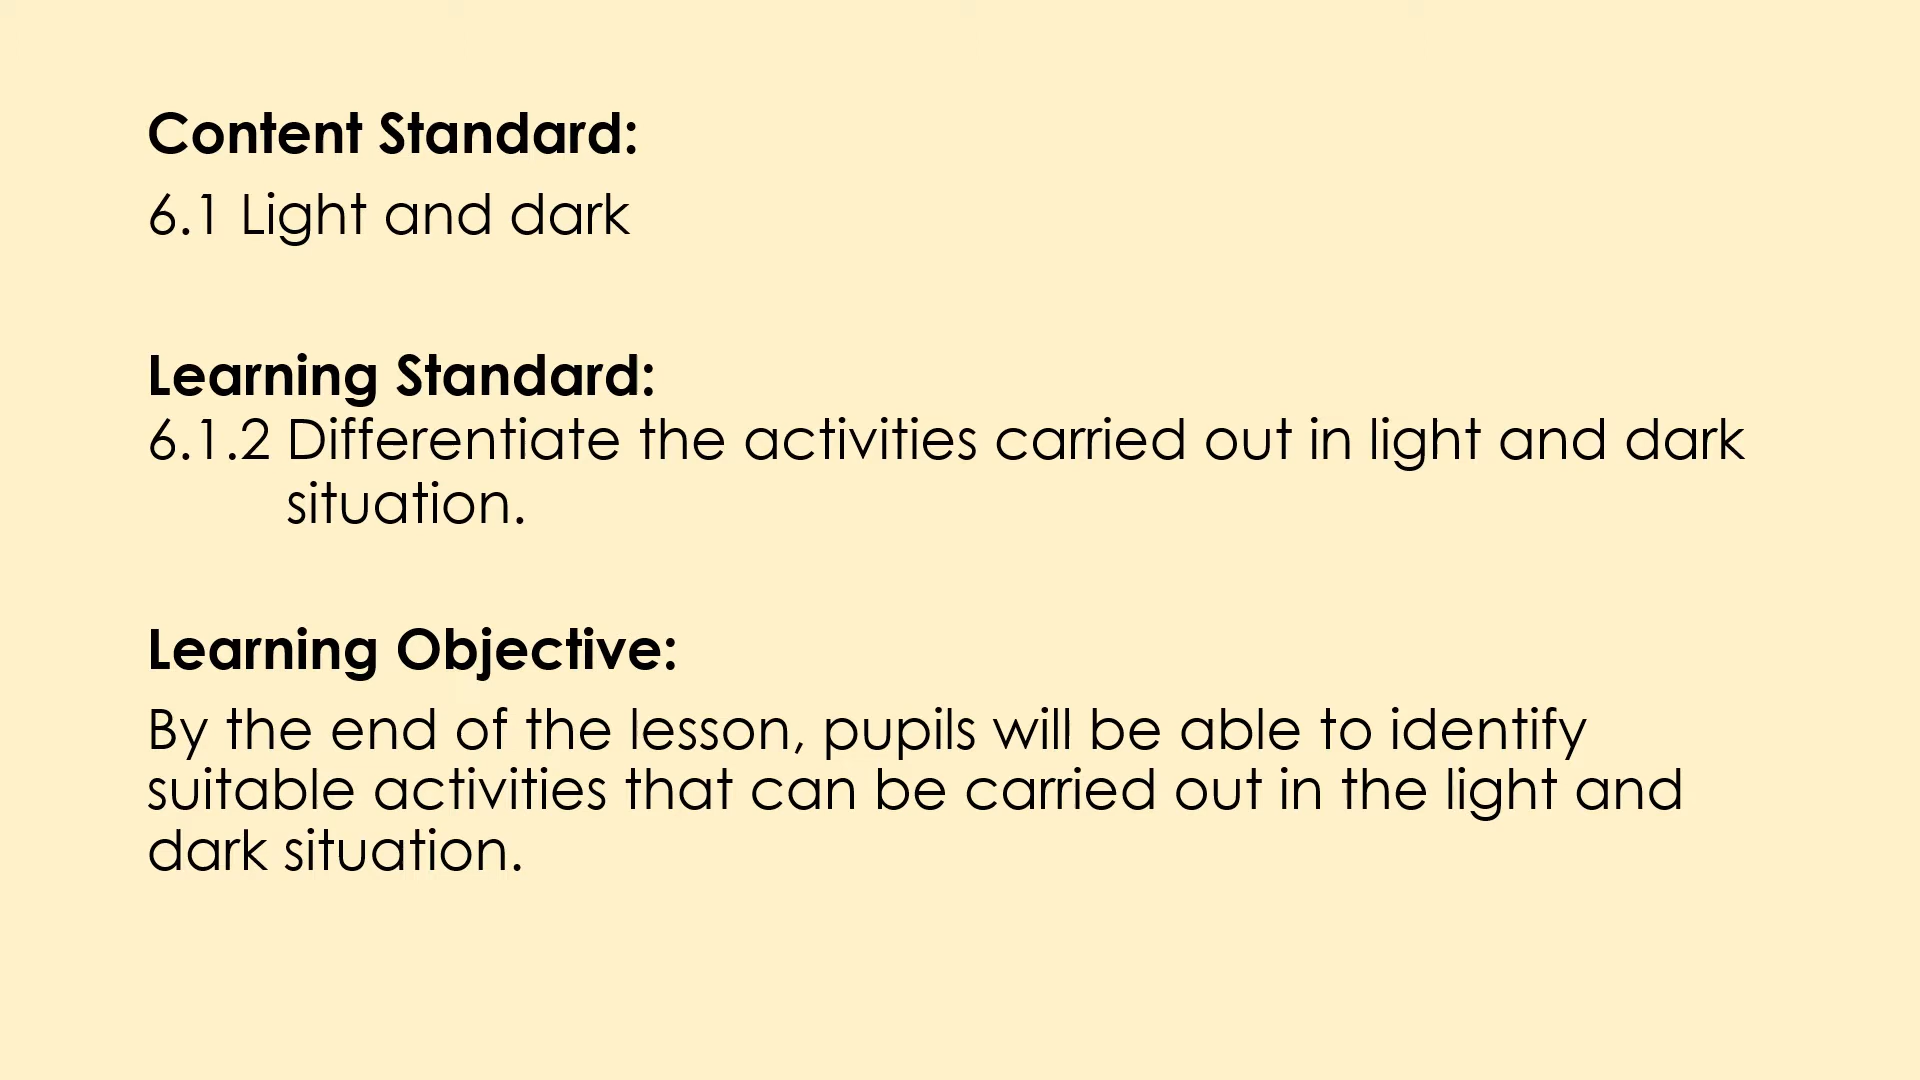 Content Standard:
6.1 Light and dark
Learning Standard:
6.1.2 Differentiate the activities carried out in light and dark
situation.
Learning Objective:
By the end of the lesson, pupils will be able to identify
suitable activities that can be carried out in the light and
dark situation.